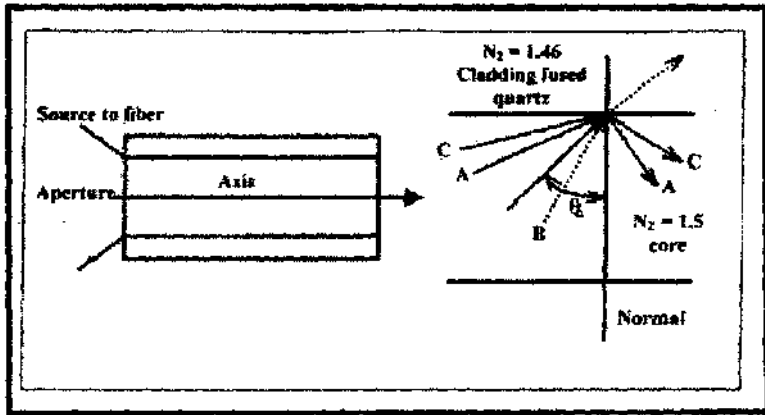 Source to fiber
Aperture
Axis
N₂ = 1.46
Cladding fused
quartz
C
A
B
θc
C
A
N₂ = 1.5
core
Normal